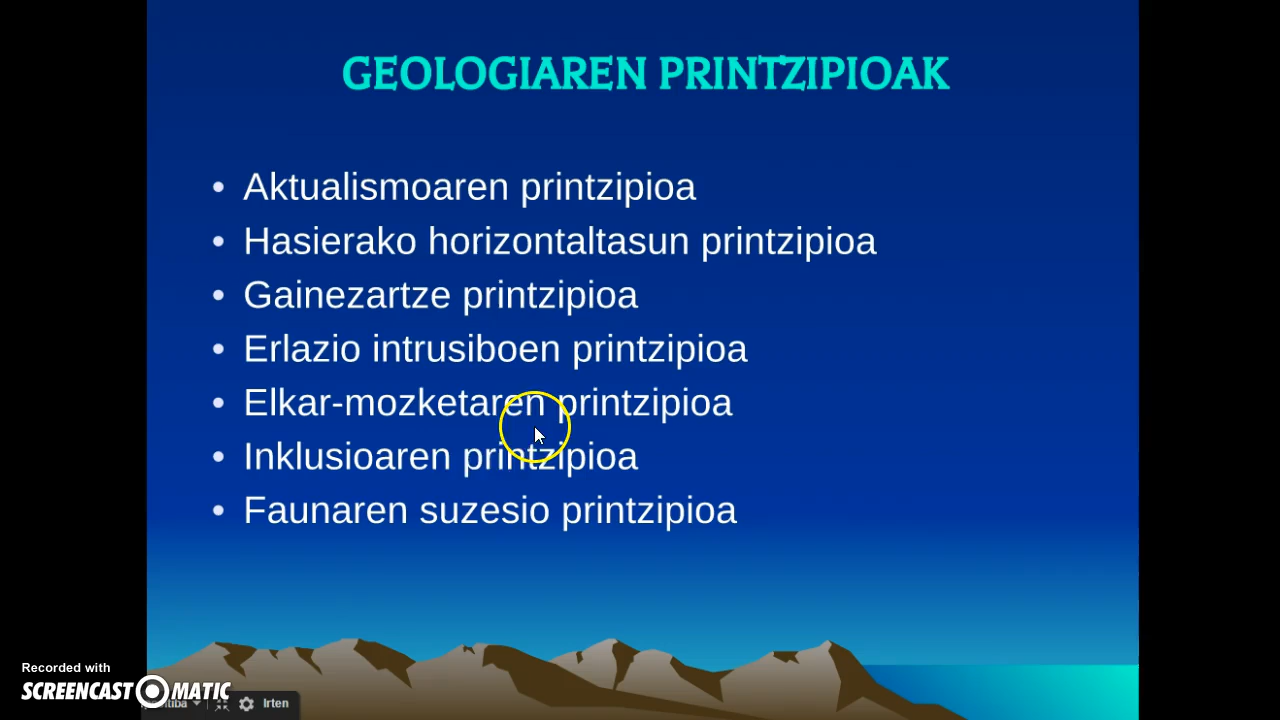 GEOLOGIAREN PRINTZIPIOAK
• Aktualismoaren printzipioa
• Hasierako horizontaltasun printzipioa
• Gainezartze printzipioa
• Erlazio intrusiboen printzipioa
• Elkar-mozketaren printzipioa
• Inklusioaren printzipioa
• Faunaren suzesio printzipioa
Recorded with
SCREENCAST-O-MATIC
Irten